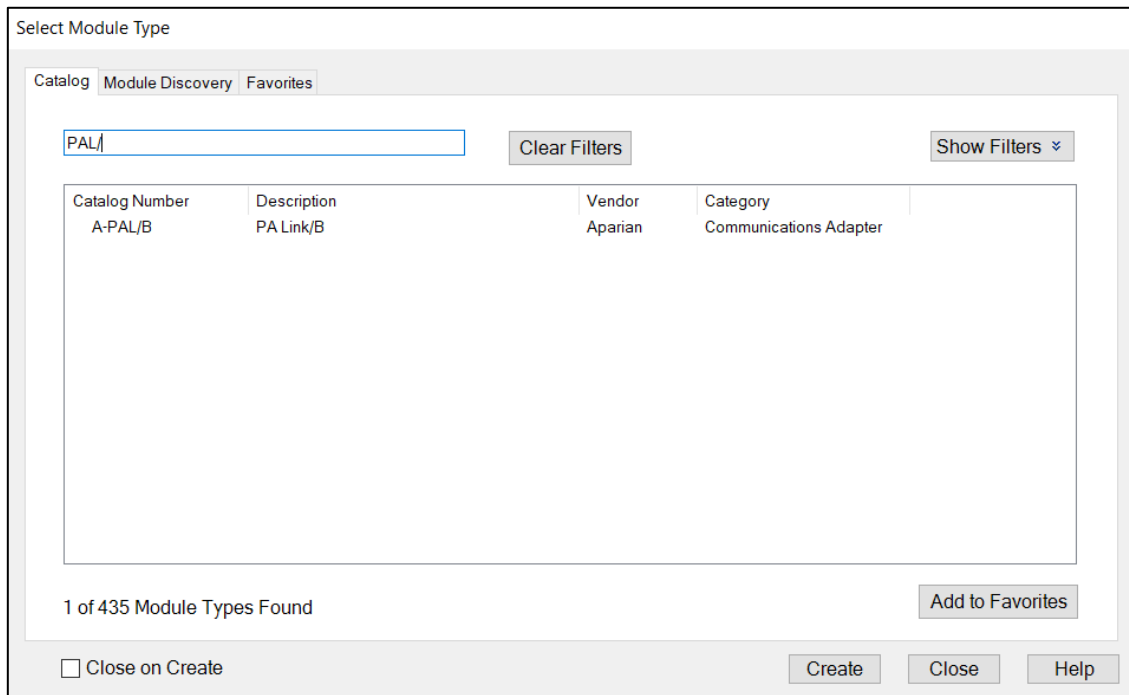 Select Module Type
Catalog Module Discovery Favorites
PAL/
Clear Filters
Show Filters
Catalog Number Description Vendor Category
A-PAL/B PA Link/B Aparian Communications Adapter
1 of 435 Module Types Found
Add to Favorites
Close on Create
Create Close Help